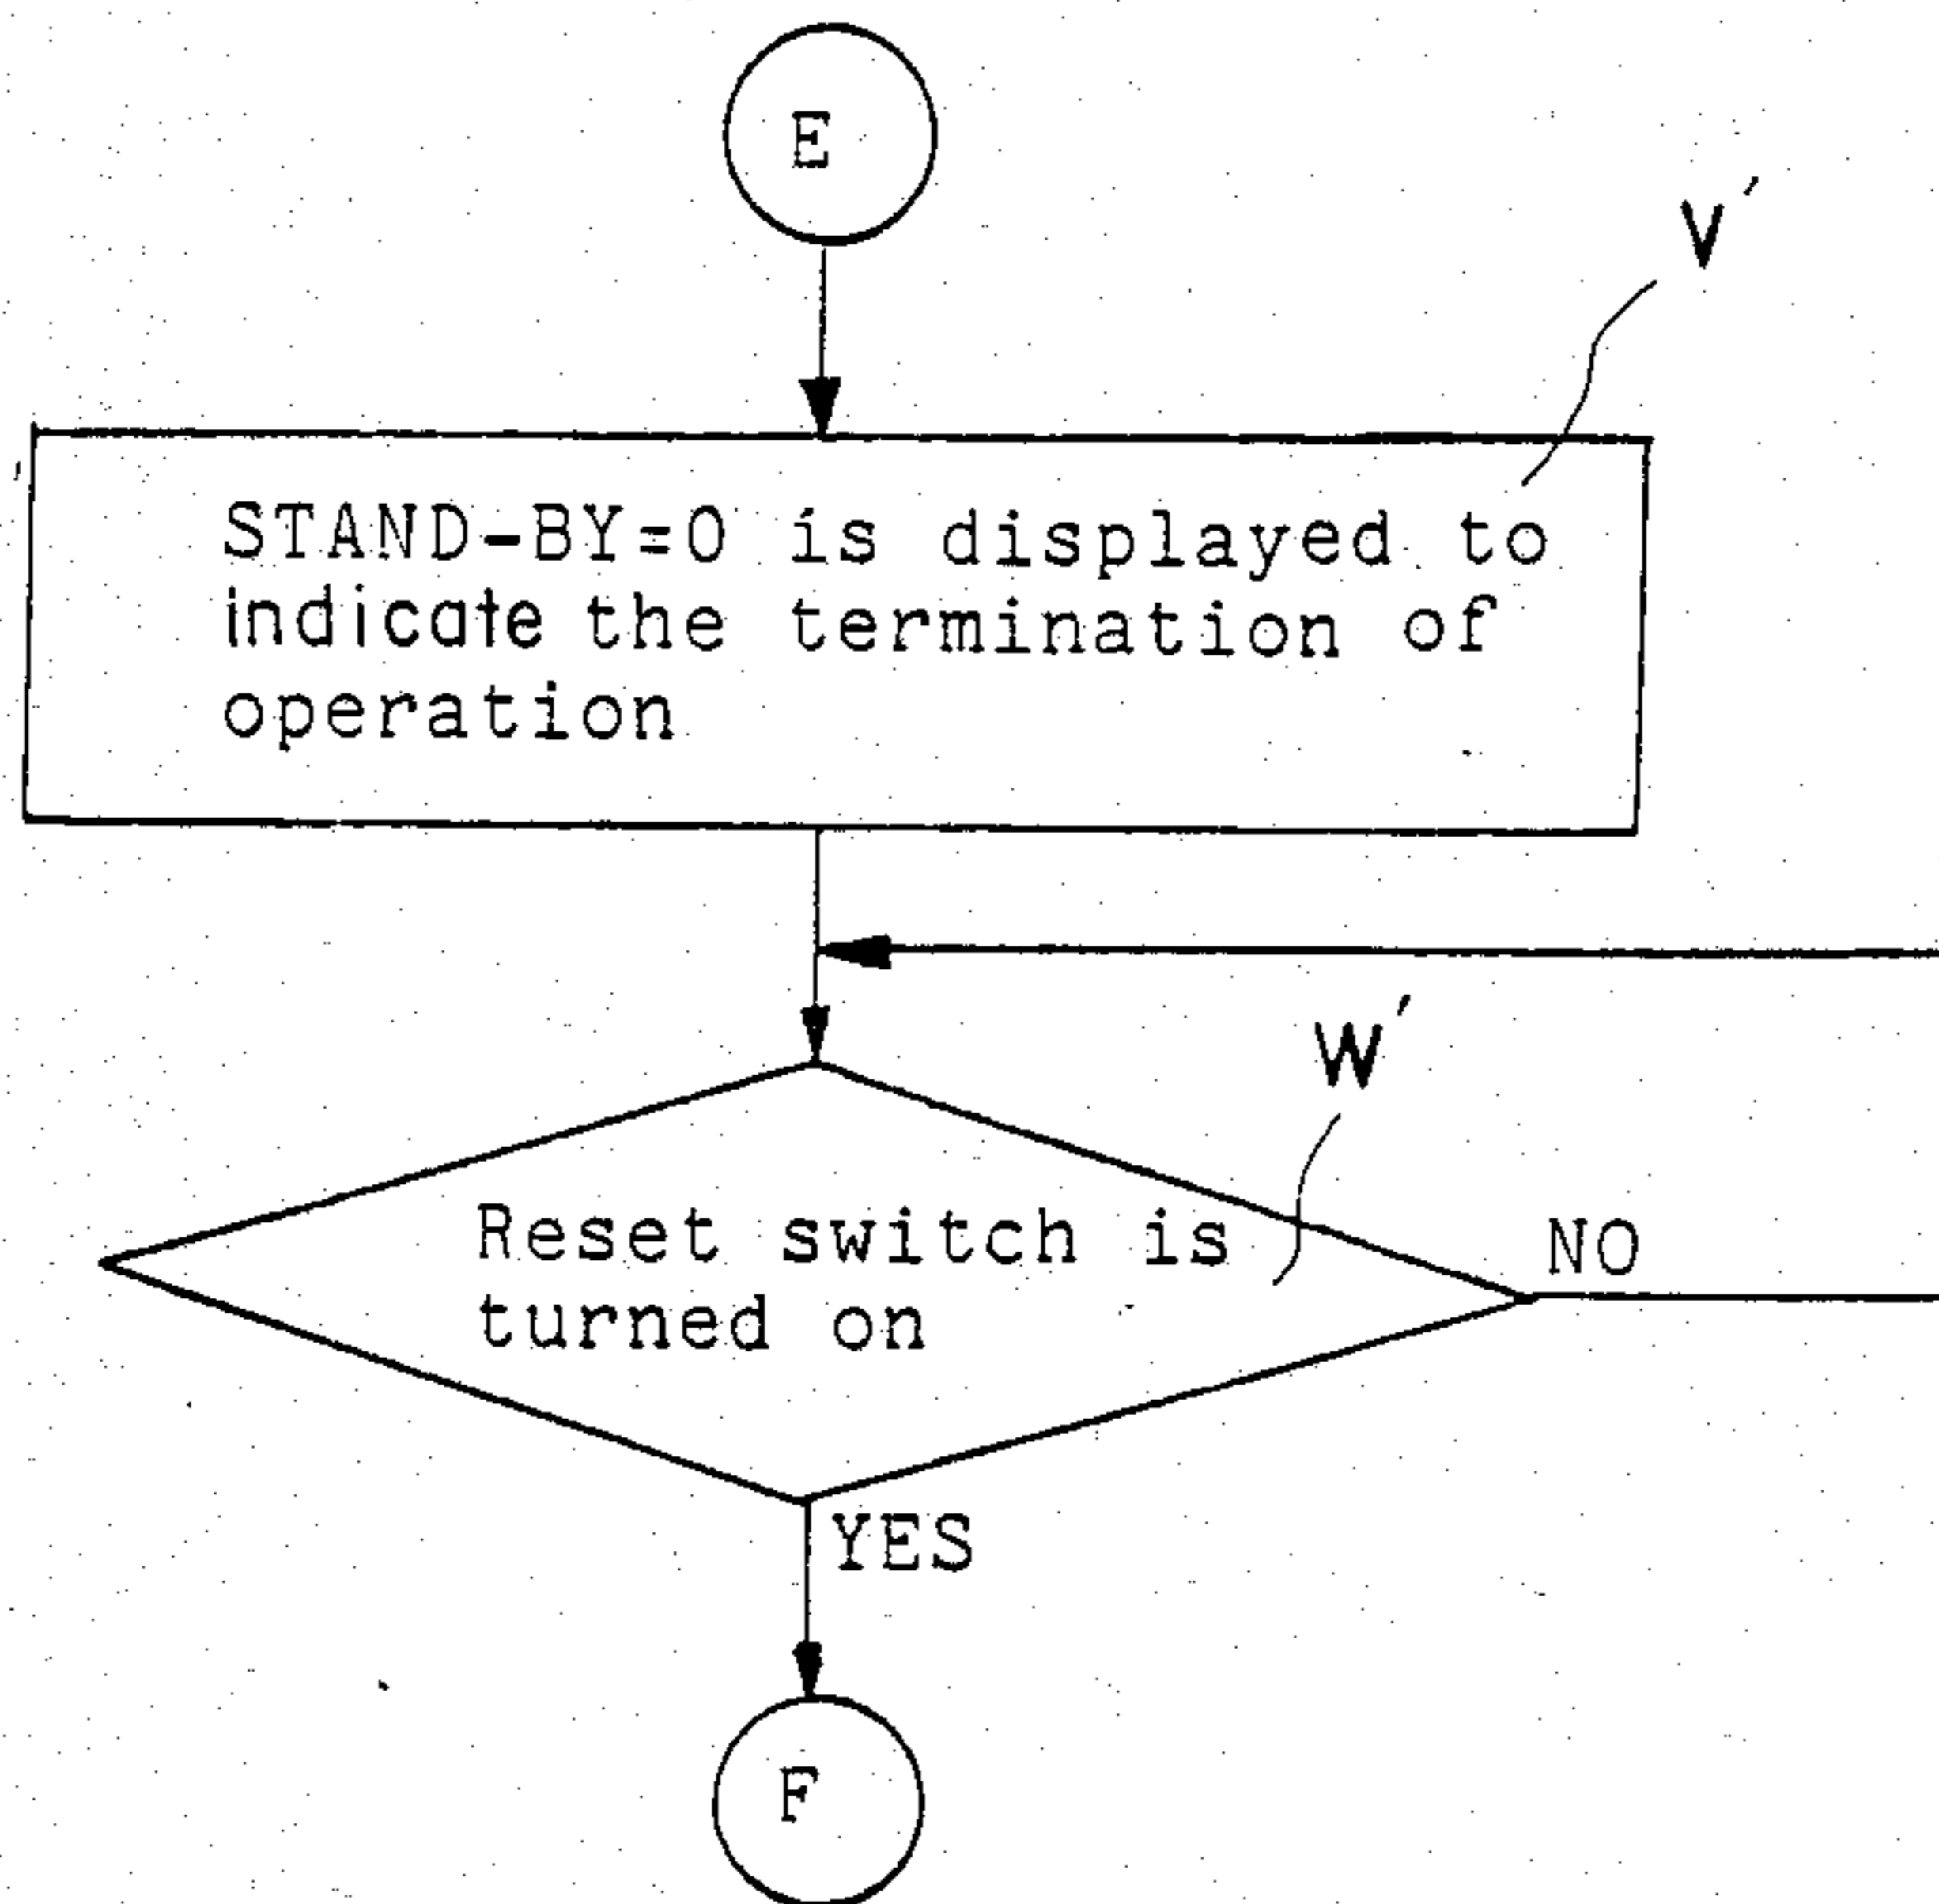 E
V'
STAND-BY=0 is displayed to
indicate the termination of
operation
W'
Reset switch is
turned on
NO
YES
F